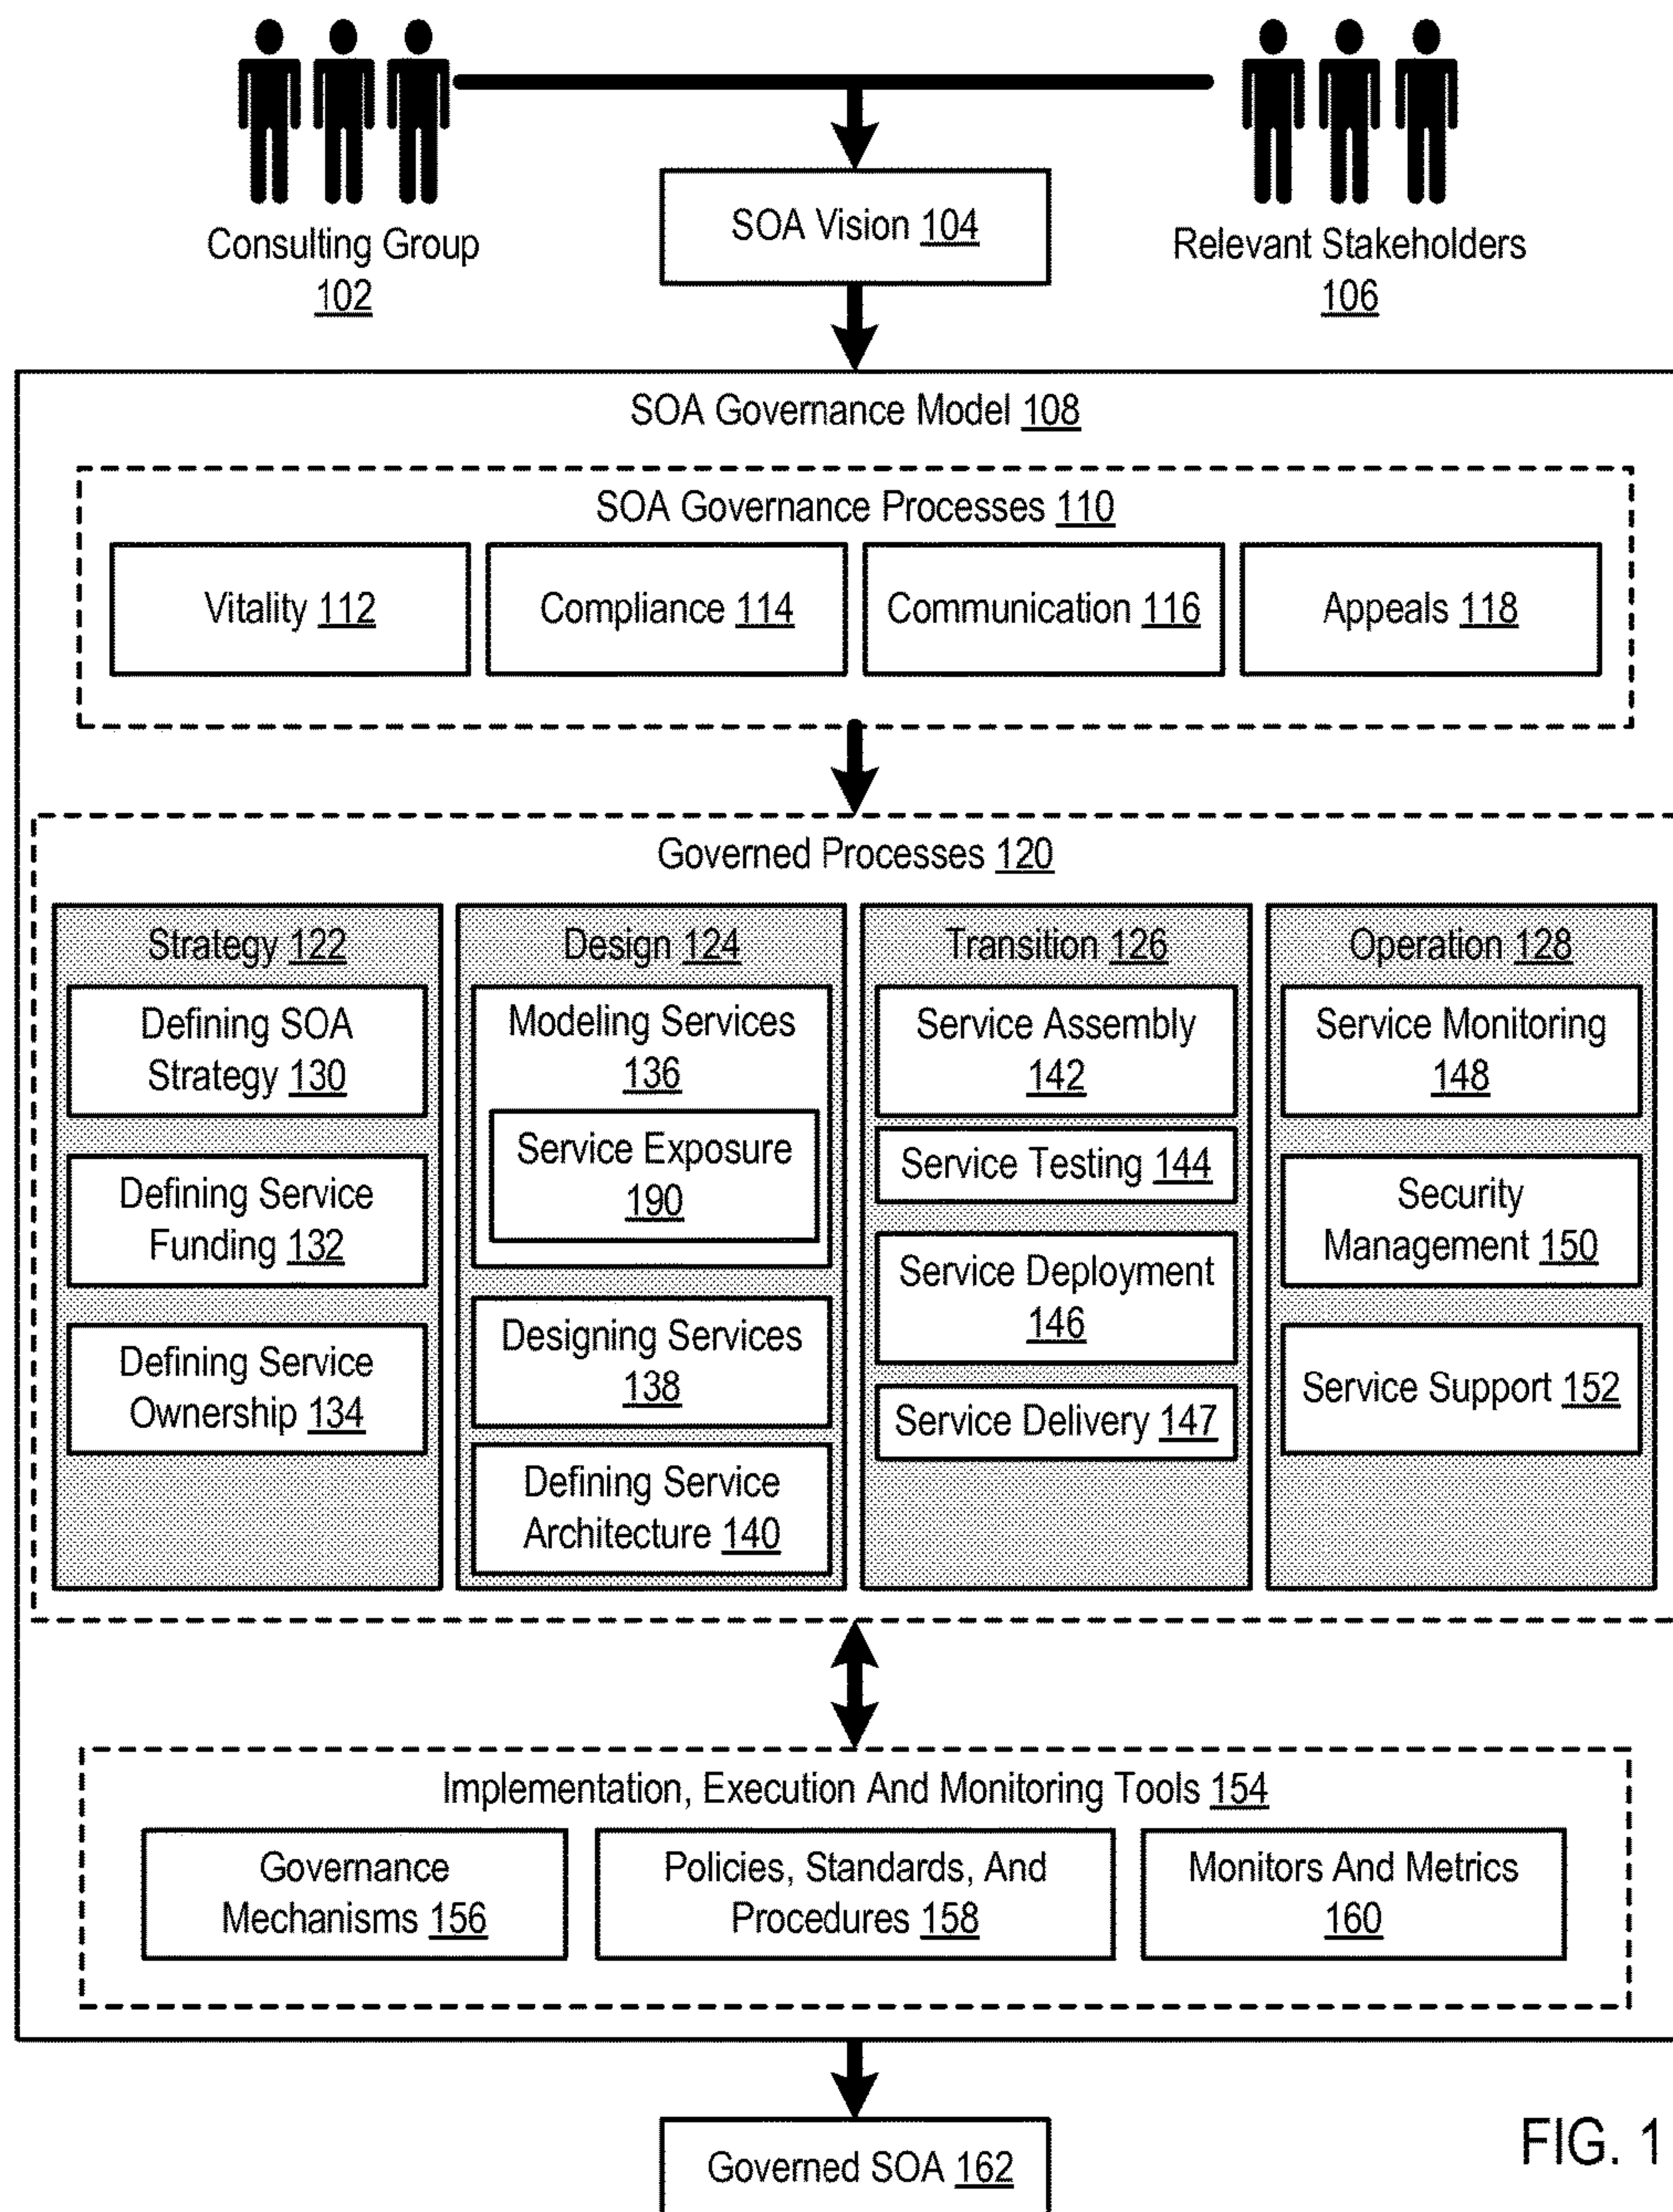 Consulting Group
102
SOA Vision 104
Relevant Stakeholders
106
SOA Governance Model 108
SOA Governance Processes 110
Vitality 112
Compliance 114
Communication 116
Appeals 118
Governed Processes 120
Strategy 122
Defining SOA
Strategy 130
Defining Service
Funding 132
Defining Service
Ownership 134
Design 124
Modeling Services
136
Service Exposure
190
Designing Services
138
Defining Service
Architecture 140
Transition 126
Service Assembly
142
Service Testing 144
Service Deployment
146
Service Delivery 147
Operation 128
Service Monitoring
148
Security
Management 150
Service Support 152
Implementation, Execution And Monitoring Tools 154
Governance
Mechanisms 156
Policies, Standards, And
Procedures 158
Monitors And Metrics
160
Governed SOA 162
FIG. 1